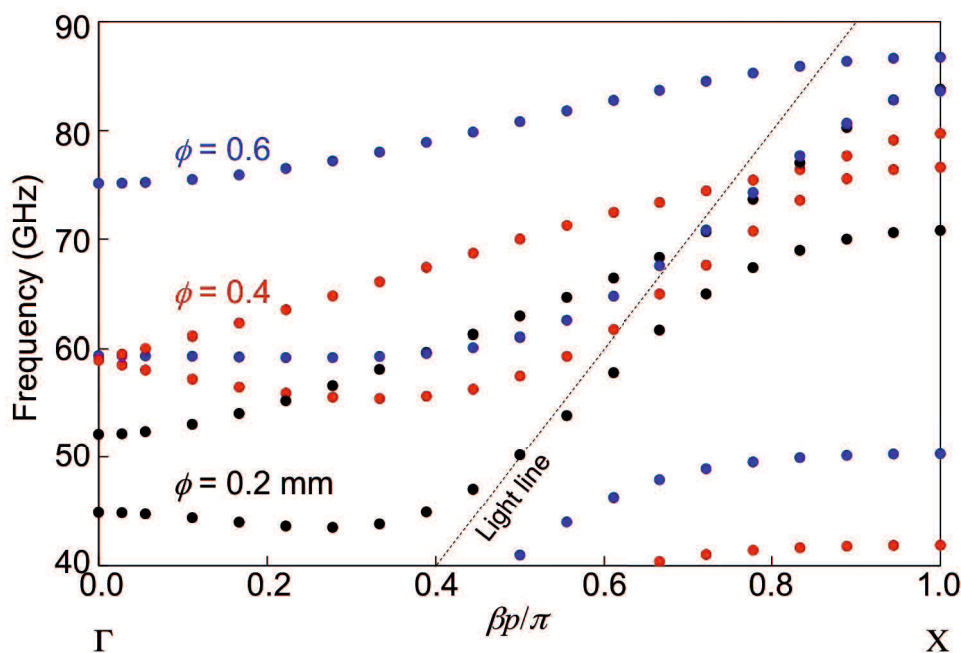 90
80
70
60
50
40
Frequency (GHz)
ϕ = 0.6
ϕ = 0.4
ϕ = 0.2 mm
Light line
0.0 0.2 0.4 0.6 0.8 1.0
βp/π
Γ X